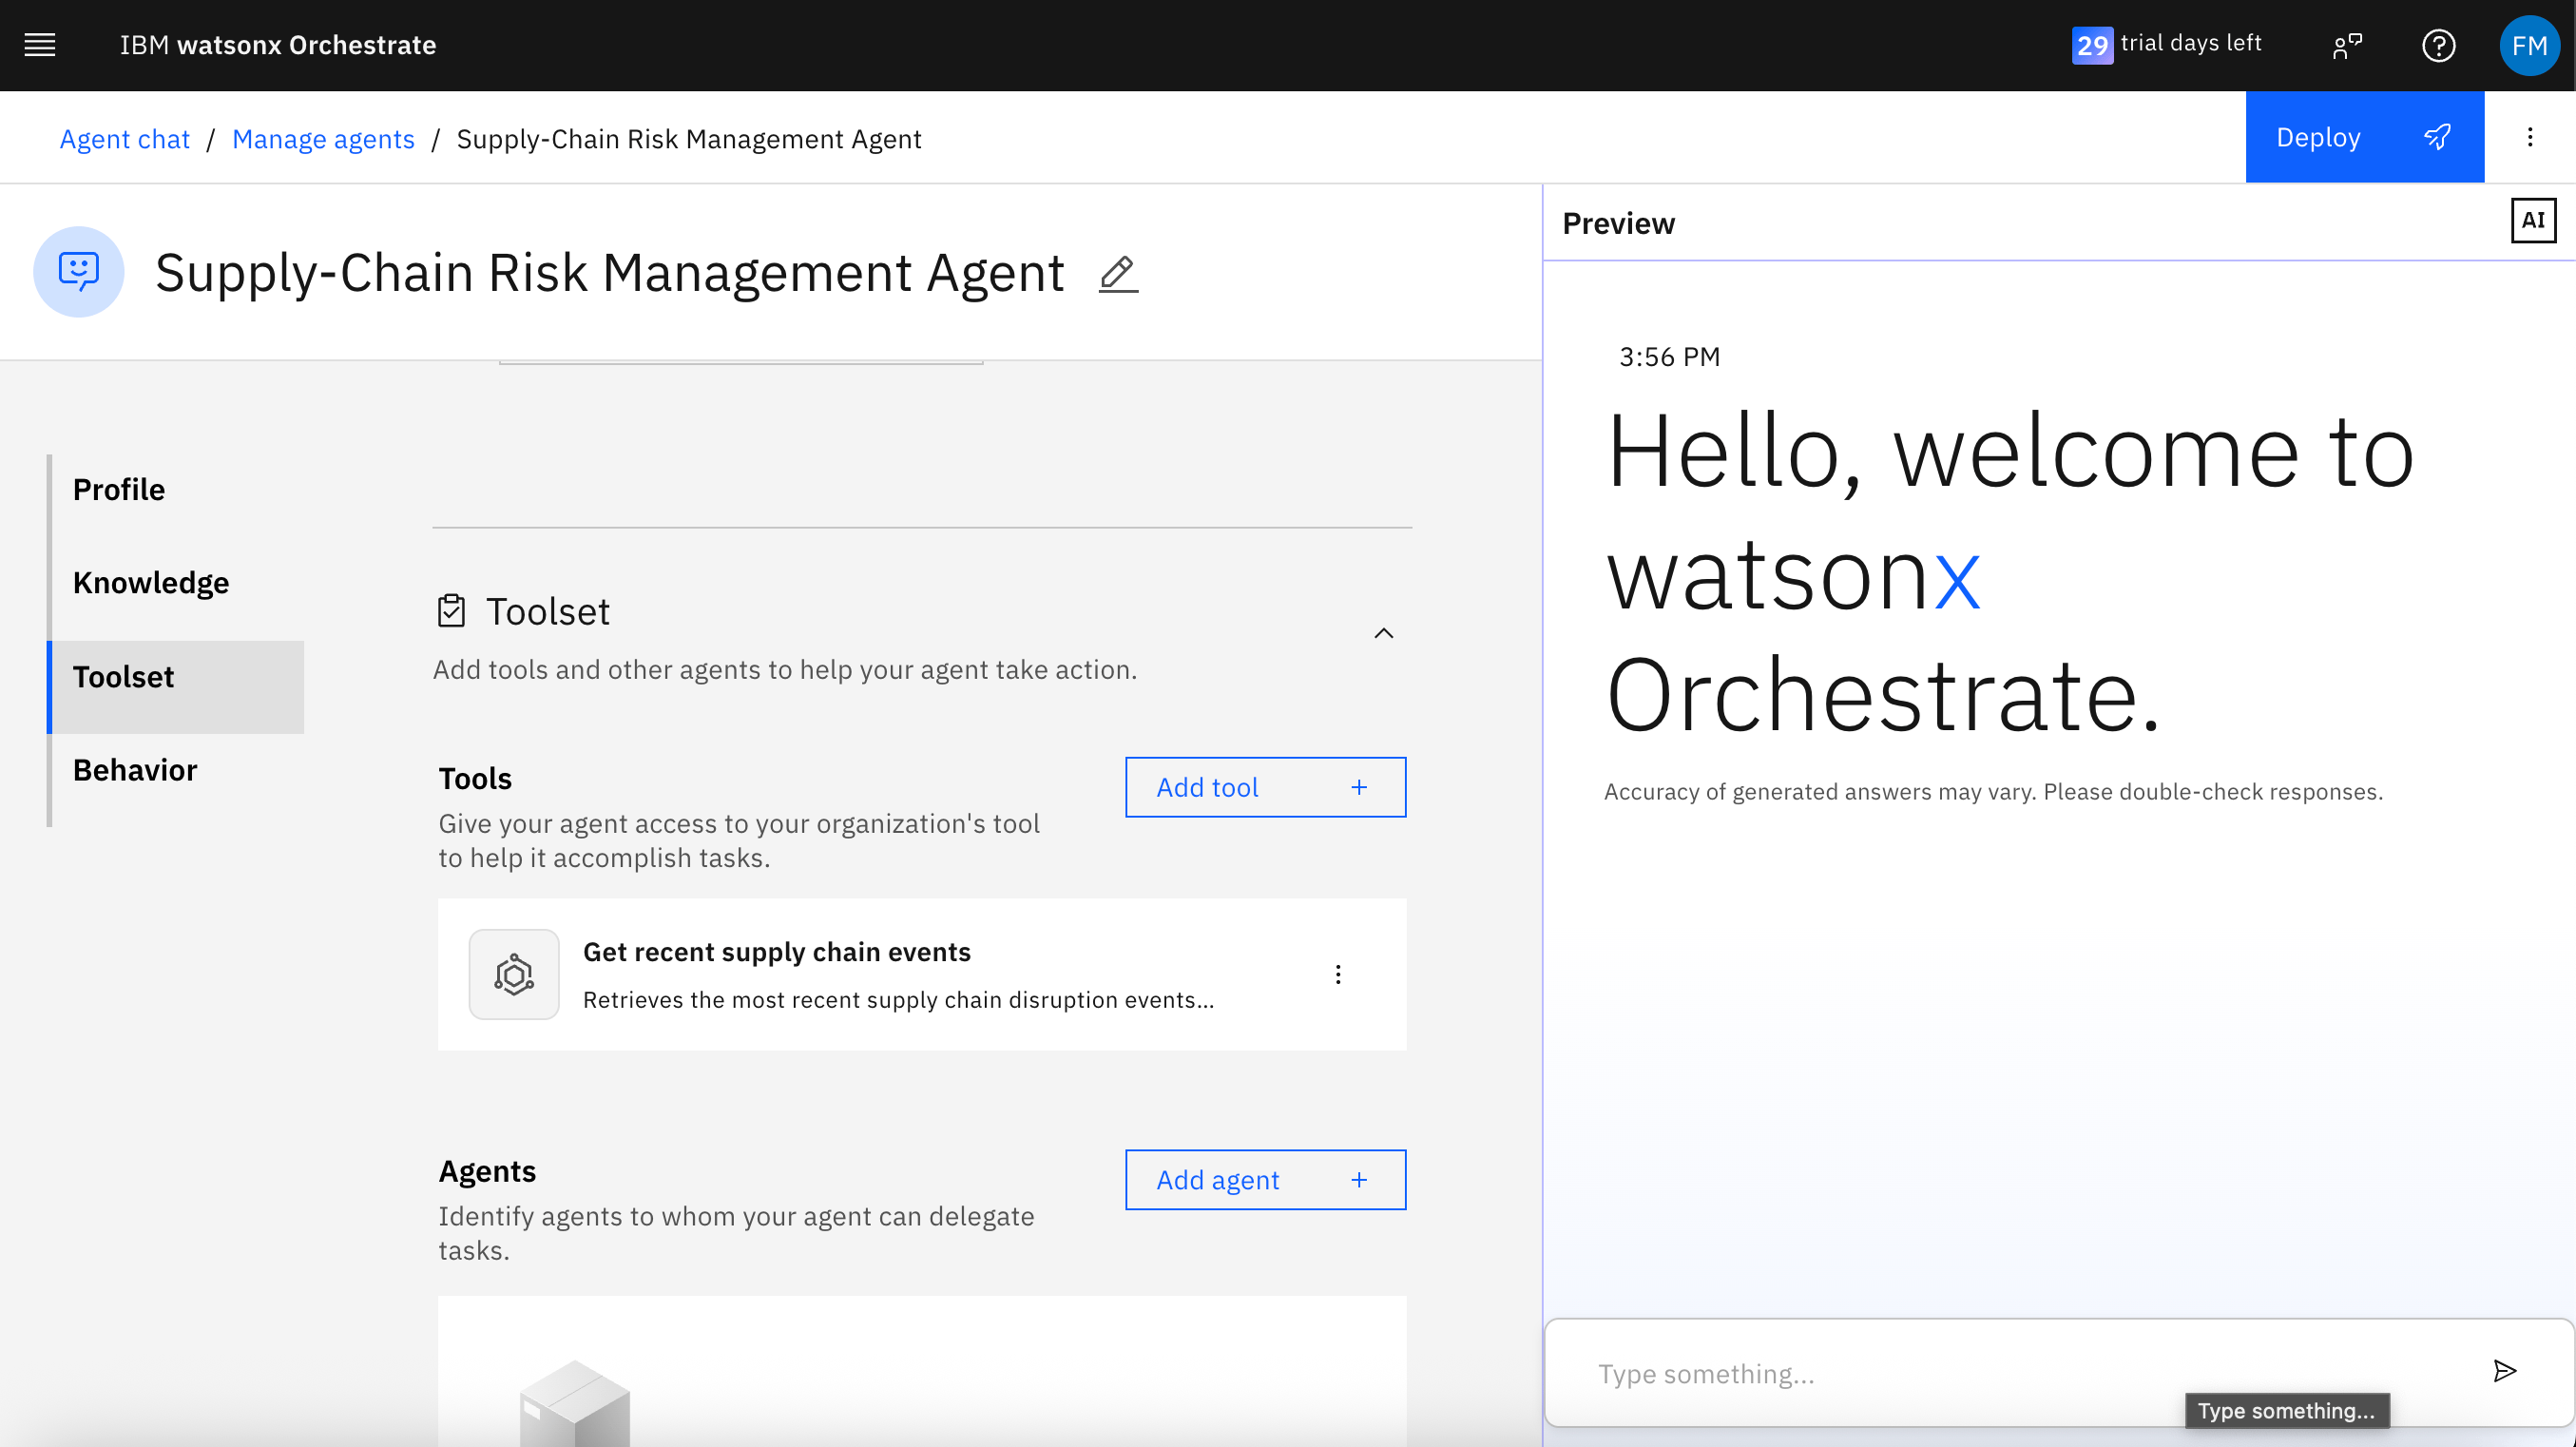 IBM watsonx Orchestrate
29 trial days left
FM
Agent chat / Manage agents / Supply-Chain Risk Management Agent
Deploy
Supply-Chain Risk Management Agent
Profile
Knowledge
Toolset
Behavior
Toolset
Add tools and other agents to help your agent take action.
Tools
Add tool +
Give your agent access to your organization's tool
to help it accomplish tasks.
Get recent supply chain events
Retrieves the most recent supply chain disruption events...
Agents
Add agent +
Identify agents to whom your agent can delegate
tasks.
Preview
AI
3:56 PM
Hello, welcome to
watsonx
Orchestrate.
Accuracy of generated answers may vary. Please double-check responses.
Type something...
Type something...